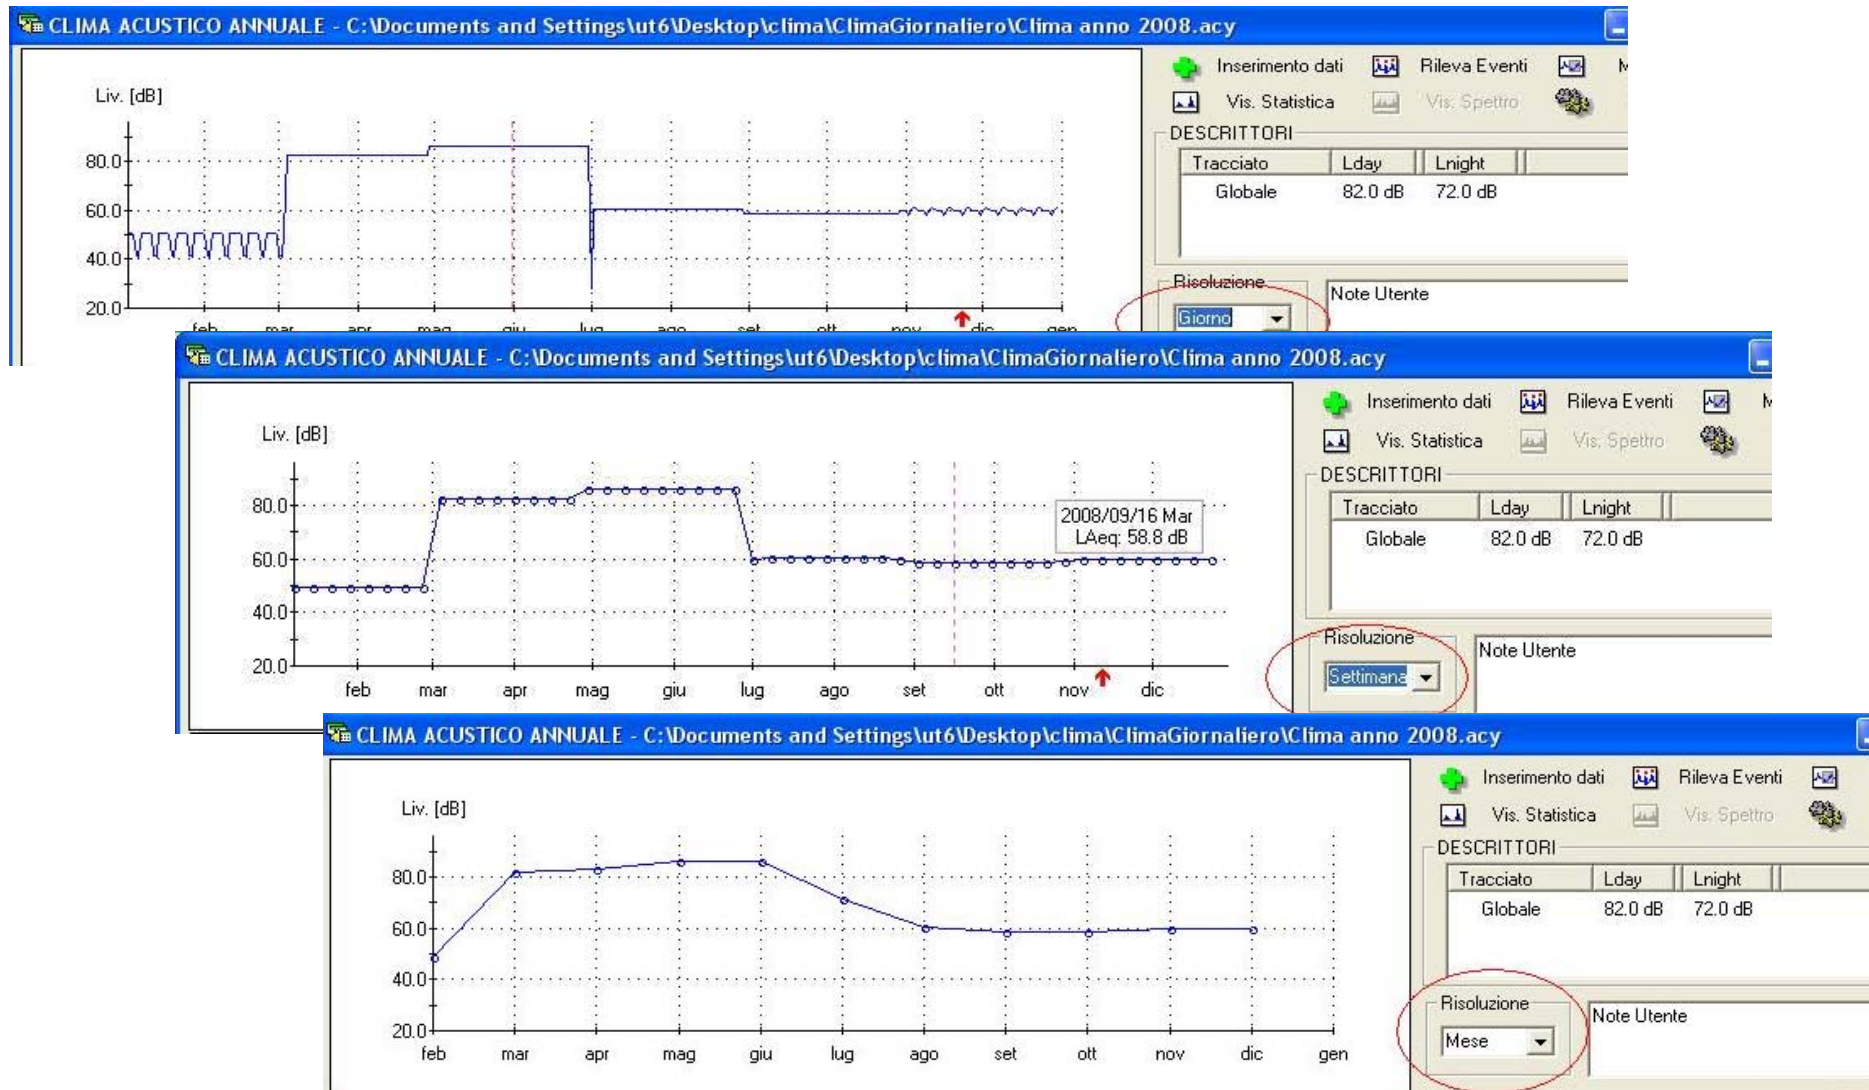 CLIMA ACUSTICO ANNUALE - C:\Documents and Settings\ut6\Desktop\clima\ClimaGiornaliero\Clima anno 2008.acy
Inserimento dati Rileva Eventi
Vis. Statistica Vis. Spettro
Liv. [dB]
DESCRITTORI
Tracciato Lday Lnight
Globale 82.0 dB 72.0 dB
80.0
60.0
40.0
20.0
Risoluzione
Giorno
Note Utente
feb mar apr mag giu lug ago set ott nov dic gen
CLIMA ACUSTICO ANNUALE - C:\Documents and Settings\ut6\Desktop\clima\ClimaGiornaliero\Clima anno 2008.acy
Inserimento dati Rileva Eventi M
Vis. Statistica Vis. Spettro
Liv. [dB]
DESCRITTORI
Tracciato Lday Lnight
Globale 82.0 dB 72.0 dB
80.0
60.0
40.0
20.0
2008/09/16 Mar
LAeq: 58.8 dB
Risoluzione
Settimana
Note Utente
feb mar apr mag giu lug ago set ott nov dic
CLIMA ACUSTICO ANNUALE - C:\Documents and Settings\ut6\Desktop\clima\ClimaGiornaliero\Clima anno 2008.acy
Inserimento dati Rileva Eventi
Vis. Statistica Vis. Spettro
Liv. [dB]
DESCRITTORI
Tracciato Lday Lnight
Globale 82.0 dB 72.0 dB
80.0
60.0
40.0
20.0
Risoluzione
Mese
Note Utente
feb mar apr mag giu lug ago set ott nov dic gen